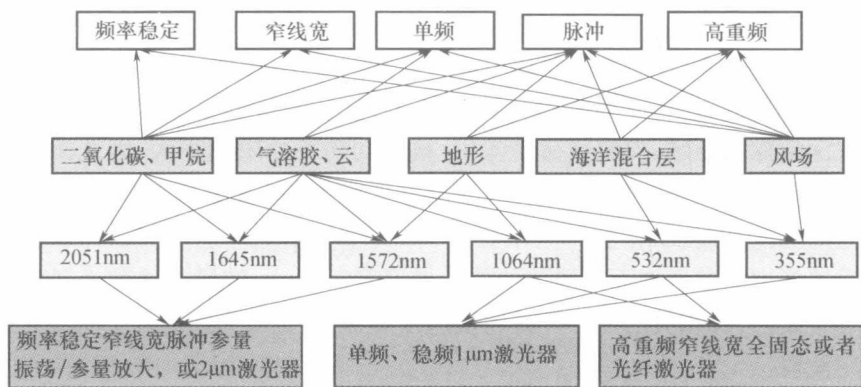 频率稳定
窄线宽
单频
脉冲
高重频
二氧化碳、甲烷
气溶胶、云
地形
海洋混合层
风场
2051nm
1645nm
1572nm
1064nm
532nm
355nm
频率稳定窄线宽脉冲参量
振荡/参量放大，或2μm激光器
单频、稳频1μm激光器
高重频窄线宽全固态或者
光纤激光器